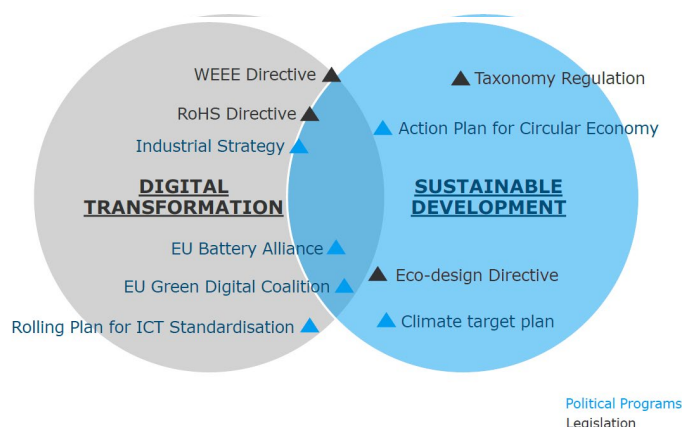 WEEE Directive
Taxonomy Regulation
RoHS Directive
Action Plan for Circular Economy
Industrial Strategy
DIGITAL
TRANSFORMATION
SUSTAINABLE
DEVELOPMENT
EU Battery Alliance
Eco-design Directive
EU Green Digital Coalition
Rolling Plan for ICT Standardisation
Climate target plan
Political Programs
Legislation